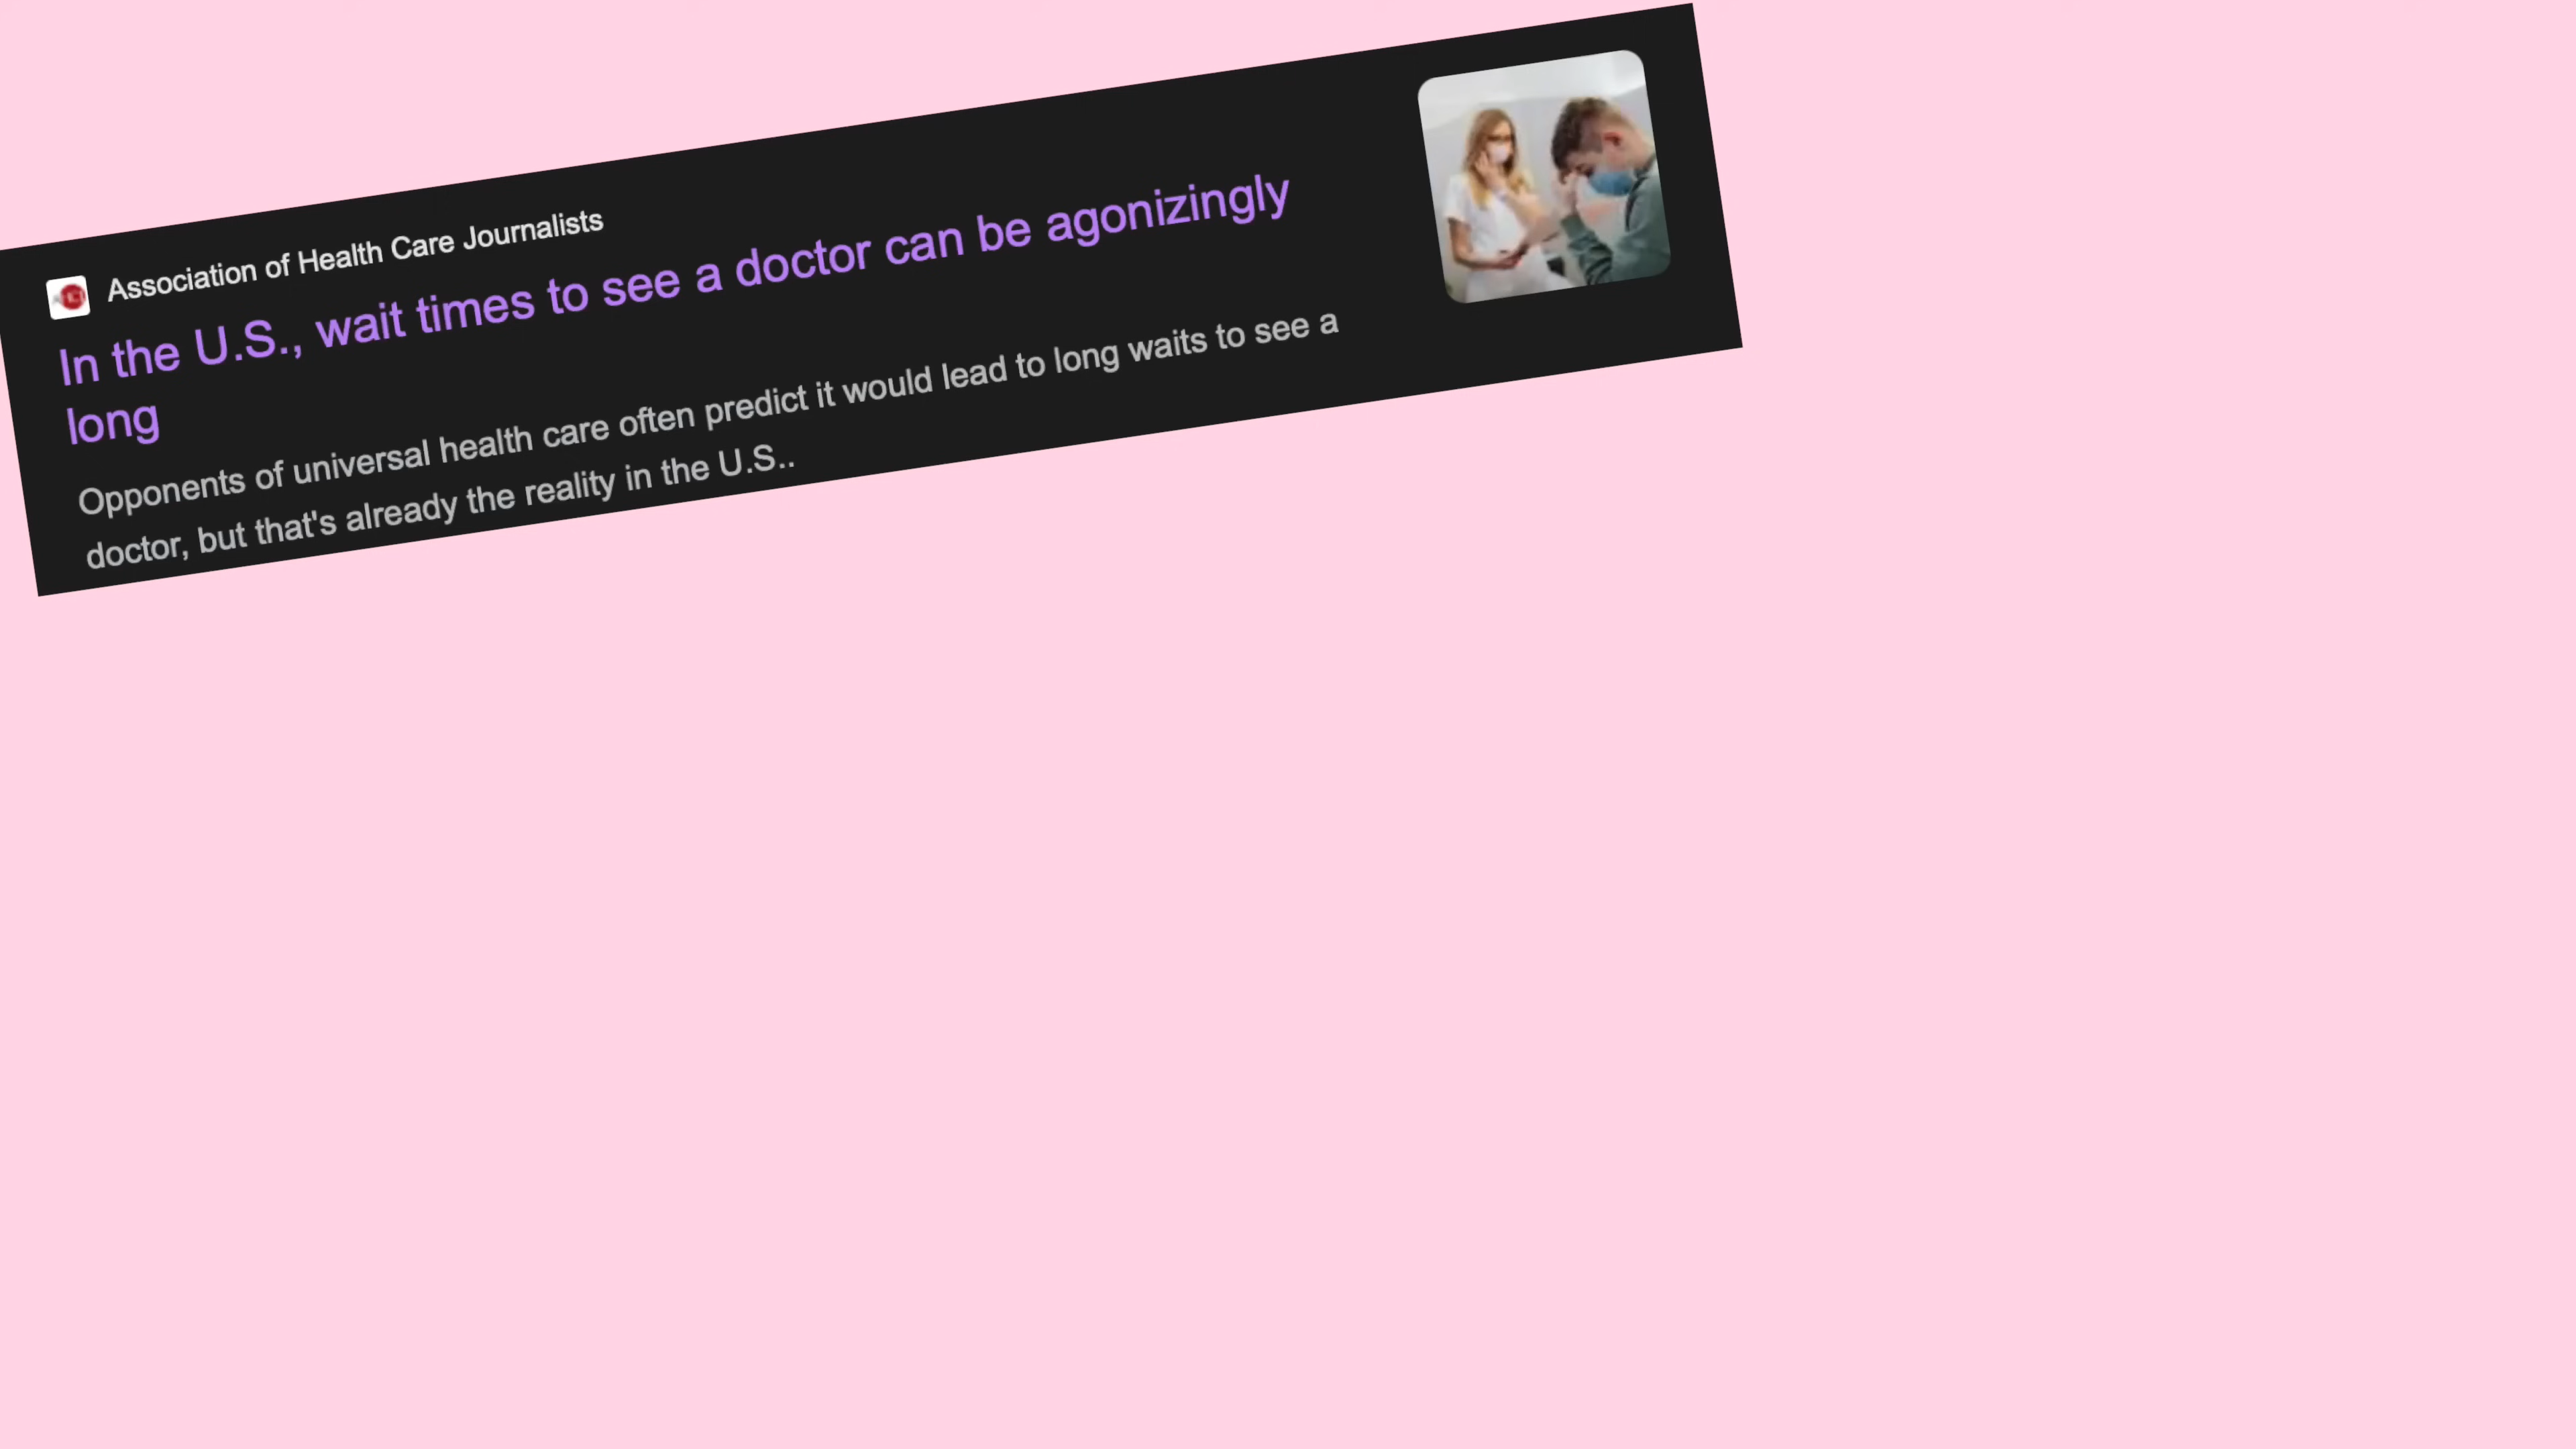 Association of Health Care Journalists
In the U.S., wait times to see a doctor can be agonizingly
long
Opponents of universal health care often predict it would lead to long waits to see a
doctor, but that's already the reality in the U.S..